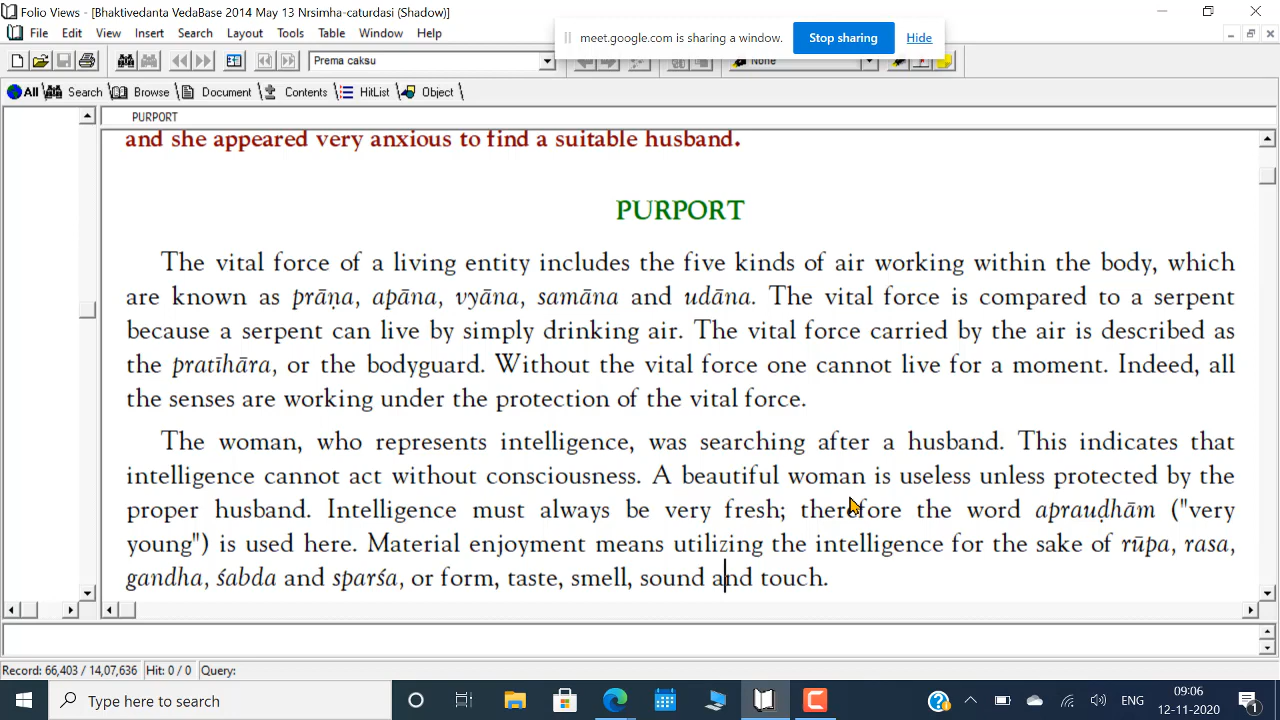 Folio Views - [Bhaktivedanta VedaBase 2014 May 13 Nrsimha-caturdasi (Shadow)]
meet.google.com is sharing a window. Stop sharing Hide
File Edit View Insert Search Layout Tools Table Window Help
Prema caksu
None
All Search Browse Document Contents HitList Object
PURPORT
and she appeared very anxious to find a suitable husband.
PURPORT
The vital force of a living entity includes the five kinds of air working within the body, which
are known as prāṇa, apāna, vyāna, samāna and udāna. The vital force is compared to a serpent
because a serpent can live by simply drinking air. The vital force carried by the air is described as
the pratīhāra, or the bodyguard. Without the vital force one cannot live for a moment. Indeed, all
the senses are working under the protection of the vital force.
The woman, who represents intelligence, was searching after a husband. This indicates that
intelligence cannot act without consciousness. A beautiful woman is useless unless protected by the
proper husband. Intelligence must always be very fresh; therefore the word aprauḍhām ("very
young") is used here. Material enjoyment means utilizing the intelligence for the sake of rūpa, rasa,
gandha, śabda and sparśa, or form, taste, smell, sound and touch.
Record: 66,403 / 14,07,636 Hit: 0 / 0 Query:
Type here to search
ENG
09:06
12-11-2020
1